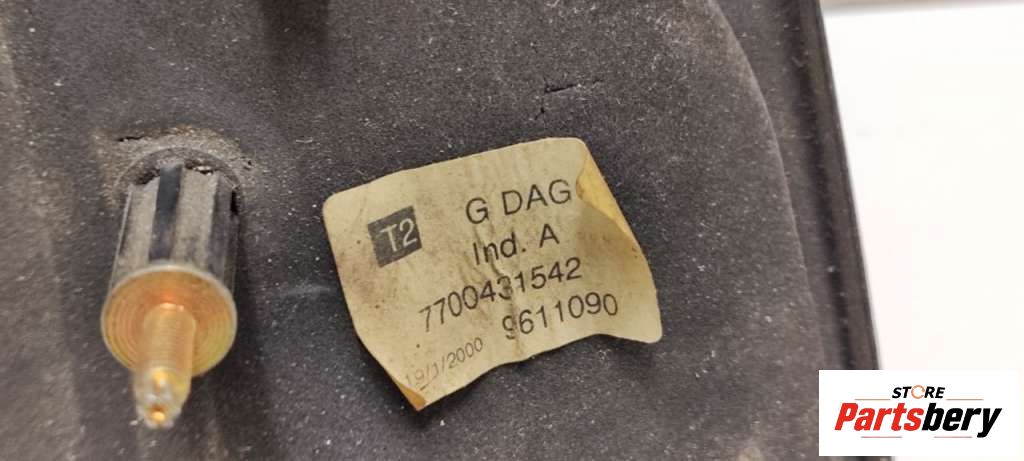 T2
G DAG
Ind. A
7700431542
9611090
19/1/2000
STORE
Partsbery